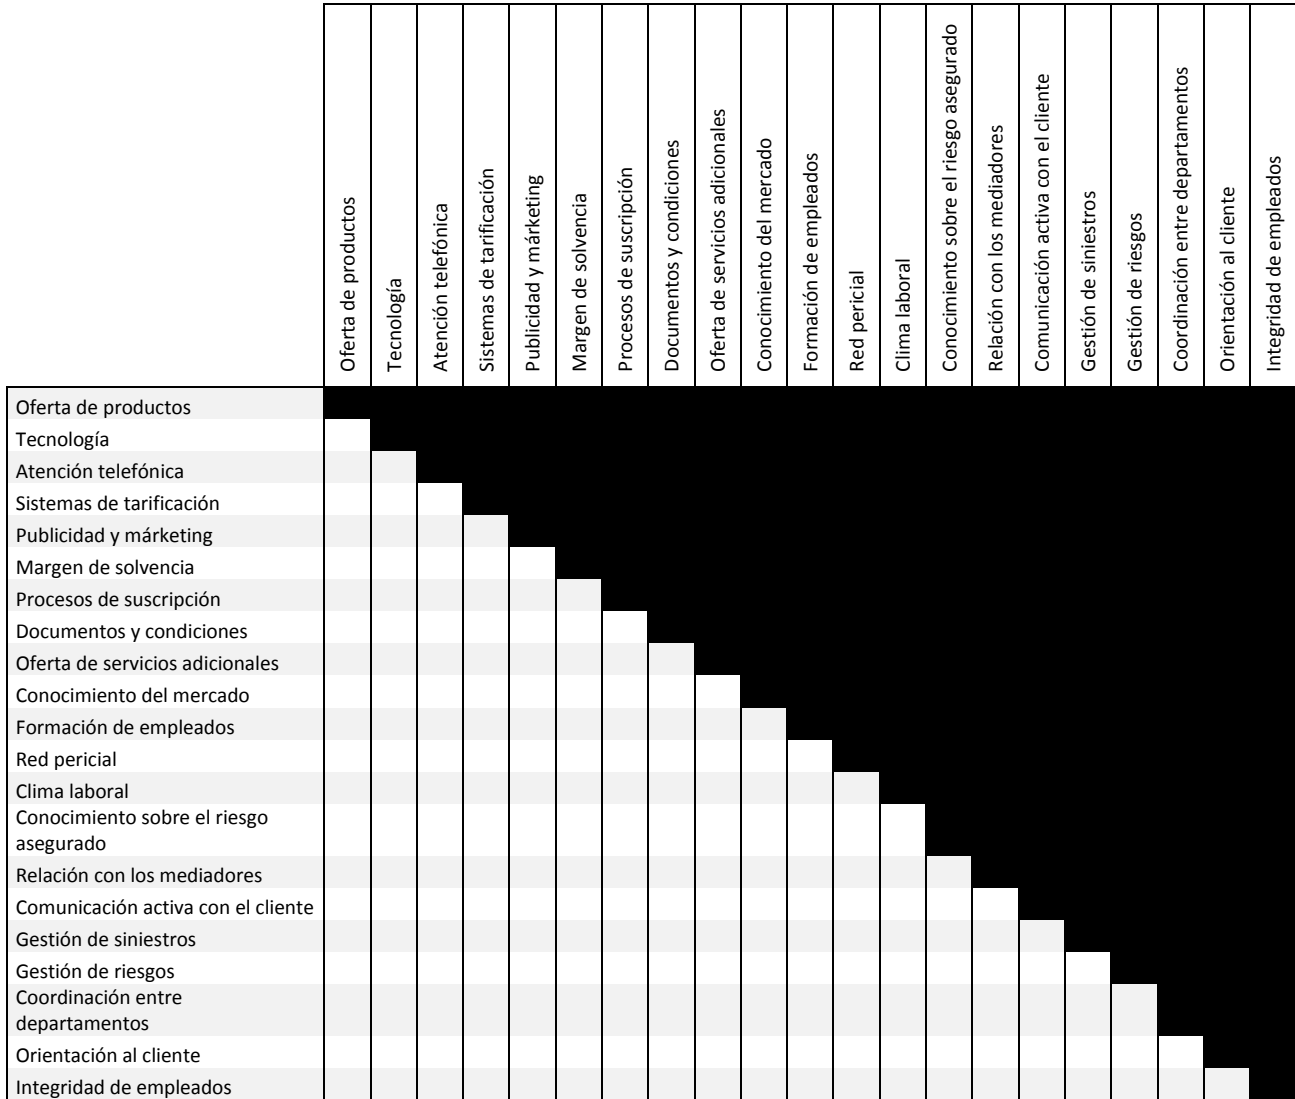 Oferta de productos
Tecnología
Atención telefónica
Sistemas de tarificación
Publicidad y márketing
Margen de solvencia
Procesos de suscripción
Documentos y condiciones
Oferta de servicios adicionales
Conocimiento del mercado
Formación de empleados
Red pericial
Clima laboral
Conocimiento sobre el riesgo asegurado
Relación con los mediadores
Comunicación activa con el cliente
Gestión de siniestros
Gestión de riesgos
Coordinación entre departamentos
Orientación al cliente
Integridad de empleados
Oferta de productos
Tecnología
Atención telefónica
Sistemas de tarificación
Publicidad y márketing
Margen de solvencia
Procesos de suscripción
Documentos y condiciones
Oferta de servicios adicionales
Conocimiento del mercado
Formación de empleados
Red pericial
Clima laboral
Conocimiento sobre el riesgo
asegurado
Relación con los mediadores
Comunicación activa con el cliente
Gestión de siniestros
Gestión de riesgos
Coordinación entre
departamentos
Orientación al cliente
Integridad de empleados